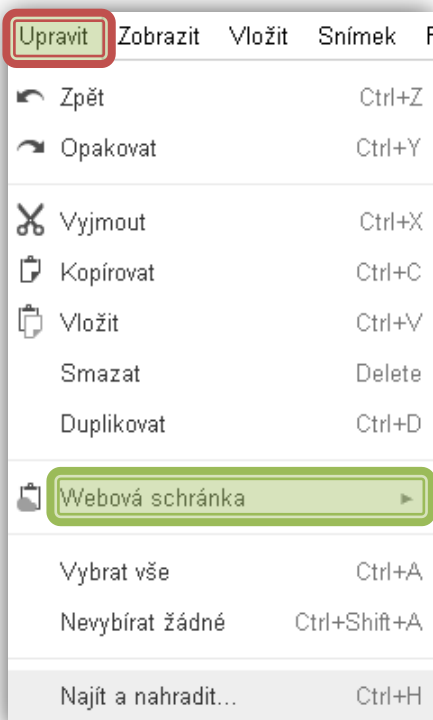 Upravit Zobrazit Vložit Snímek F
Zpět Ctrl+Z
Opakovat Ctrl+Y
Vyjmout Ctrl+X
Kopírovat Ctrl+C
Vložit Ctrl+V
Smazat Delete
Duplikovat Ctrl+D
Webová schránka
Vybrat vše Ctrl+A
Nevybírat žádné Ctrl+Shift+A
Najít a nahradit... Ctrl+H